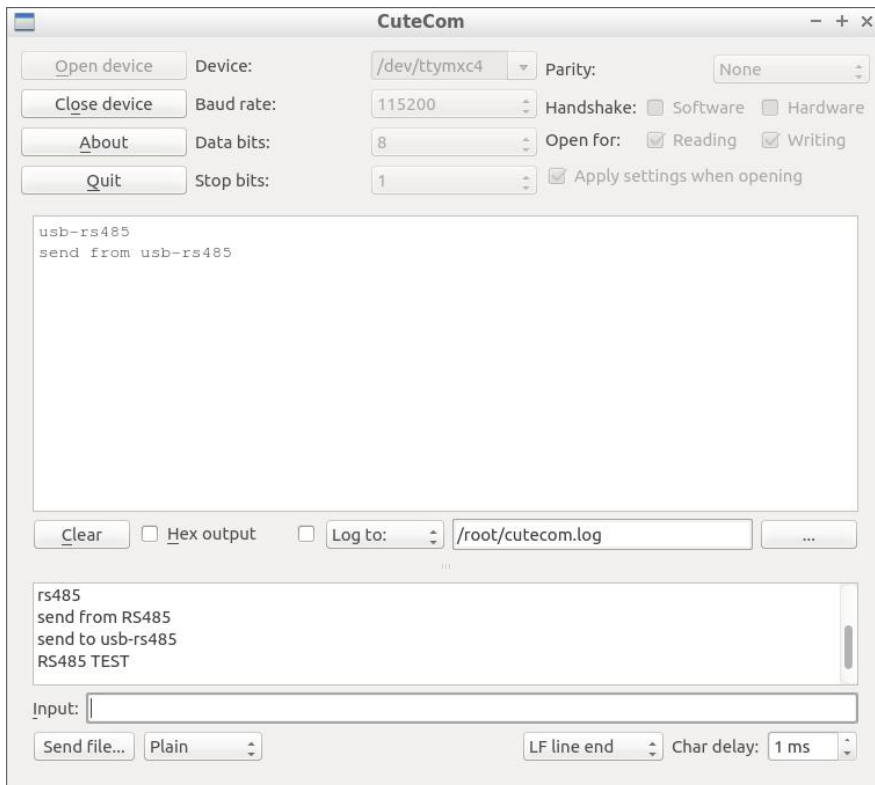 CuteCom
Open device Device: /dev/ttymxc4 Parity: None
Close device Baud rate: 115200 Handshake: Software Hardware
About Data bits: 8 Open for: Reading Writing
Quit Stop bits: 1 Apply settings when opening
usb-rs485
send from usb-rs485
Clear Hex output Log to: /root/cutecom.log ...
rs485
send from RS485
send to usb-rs485
RS485 TEST
Input:
Send file... Plain LF line end Char delay: 1 ms